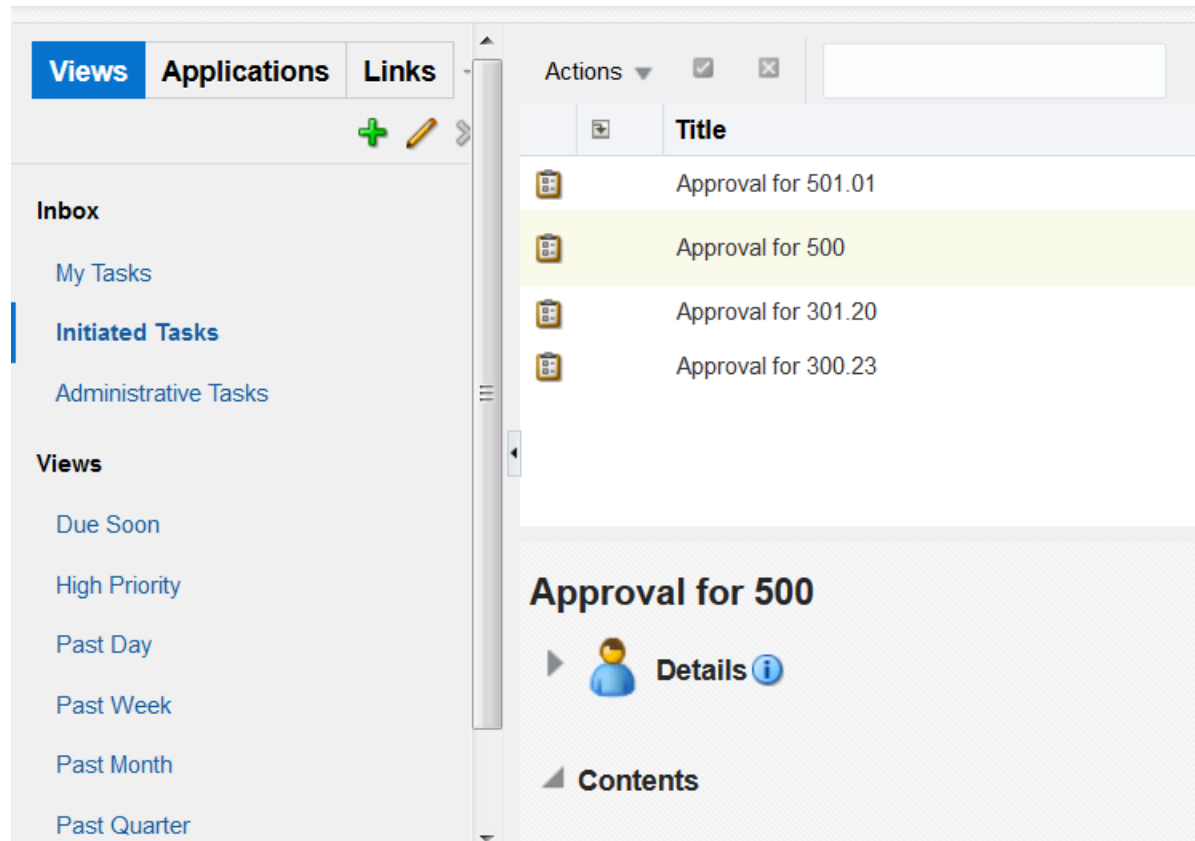 Views Applications Links
Inbox
My Tasks
Initiated Tasks
Administrative Tasks
Views
Due Soon
High Priority
Past Day
Past Week
Past Month
Past Quarter
Actions
Title
Approval for 501.01
Approval for 500
Approval for 301.20
Approval for 300.23
Approval for 500
Details
Contents